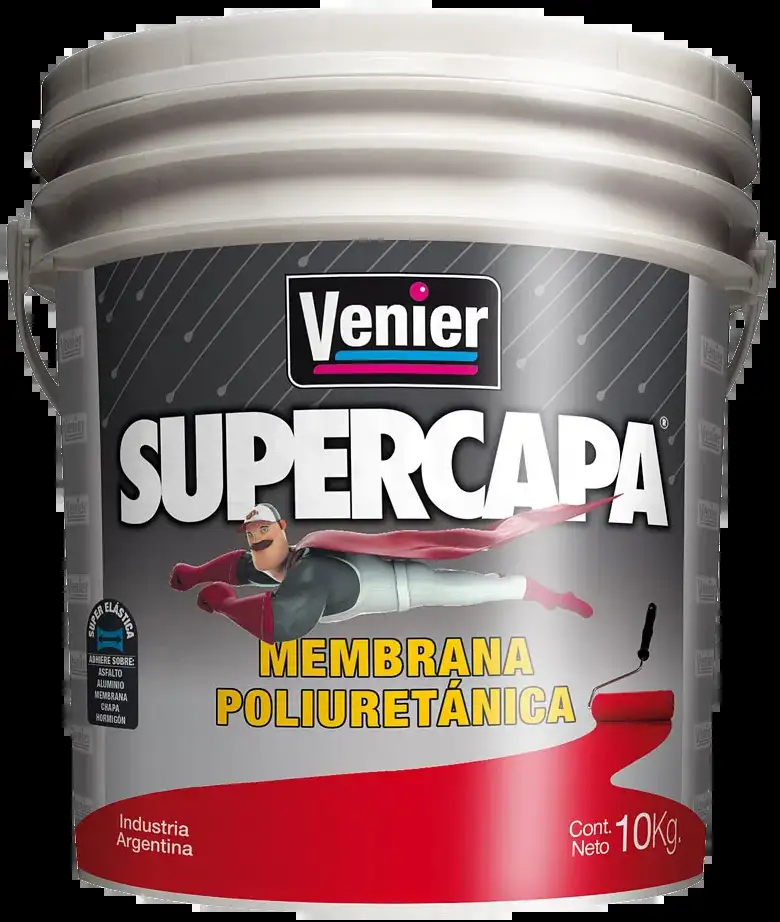 Venier
SUPERCAPA®
MEMBRANA
POLIURETÁNICA
SUPER ELÁSTICA
ADHIERE SOBRE:
ASFALTO
ALUMINIO
MEMBRANA
CHAPA
HORMIGÓN
Industria
Argentina
Cont.
Neto 10Kg.